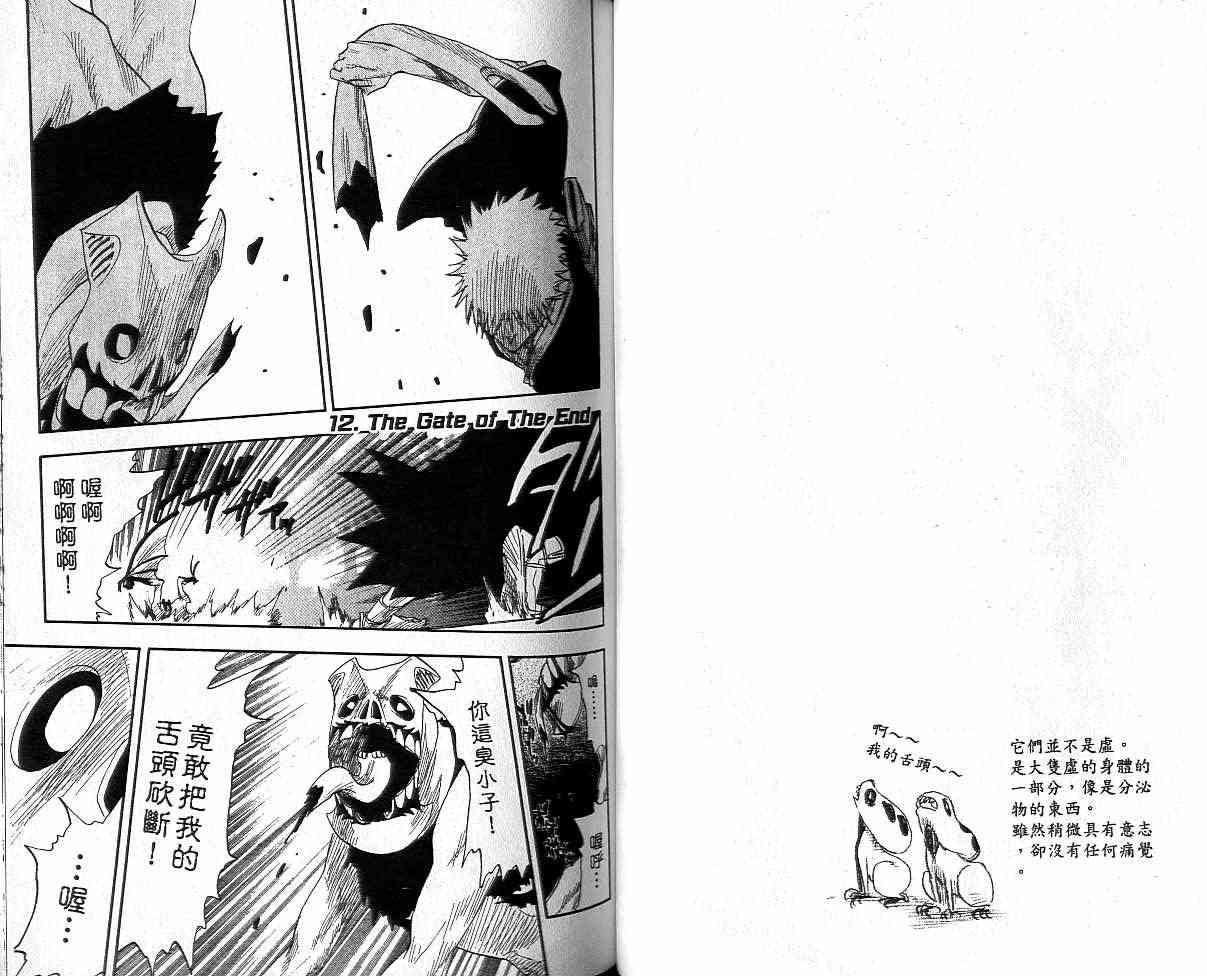 啊～～
我的舌頭～～
它們並不是虛。
是大隻虛的身體的
一部分，像是分泌
物的東西。
雖然稍微具有意志
，卻沒有任何痛覺
。
12. The Gate of The End
喔啊
啊啊啊啊！
喔呼…
你這臭小子！
竟敢把我的
舌頭砍斷！
…喔…